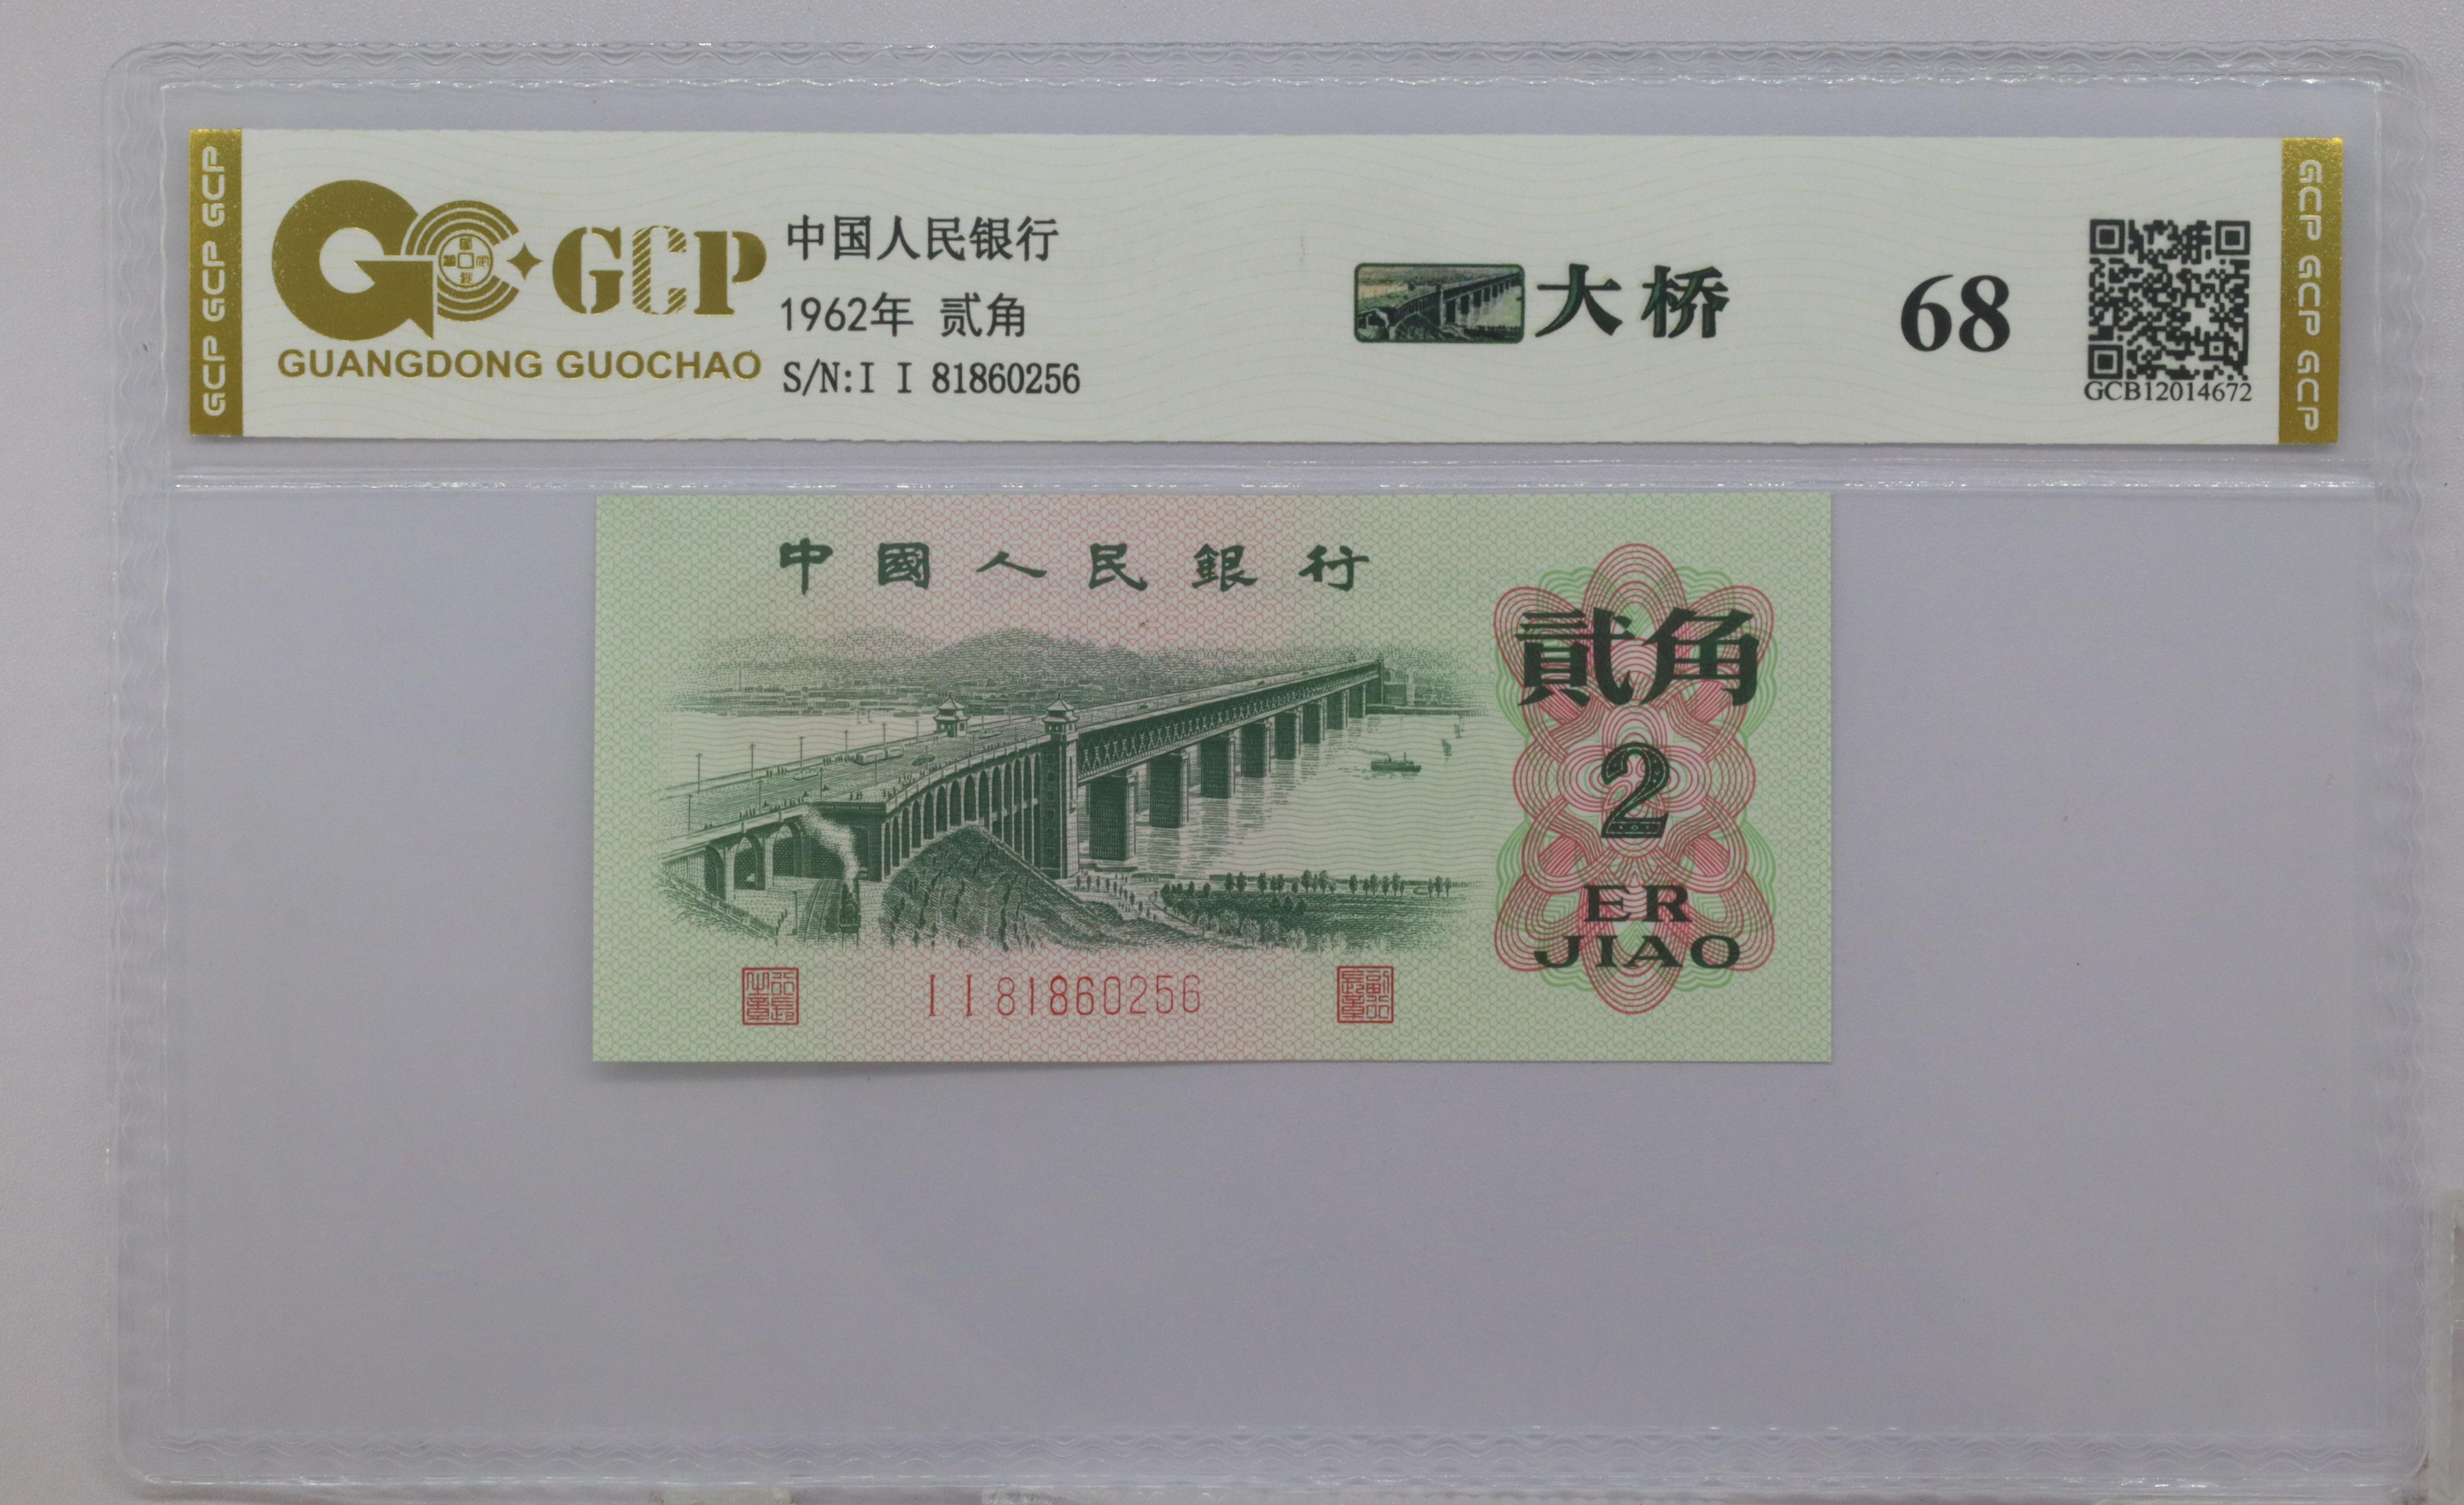 GCP GCP GCP
GCP
GUANGDONG GUOCHAO
中国人民银行
1962年 贰角
S/N:I I 81860256
大桥
68
GCB12014672
GCP GCP GCP
中國人民銀行
貳角
2
ER
JIAO
I I 81860256